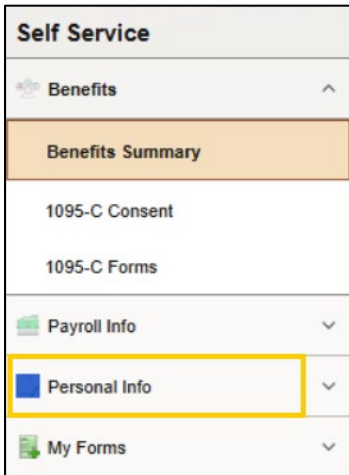 Self Service
Benefits
Benefits Summary
1095-C Consent
1095-C Forms
Payroll Info
Personal Info
My Forms